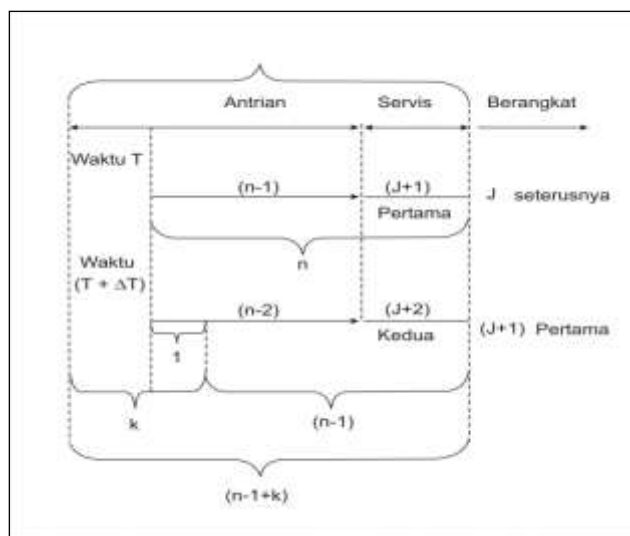 Antrian Servis Berangkat
Waktu T
(n-1) (J+1) J seterusnya
Pertama
n
Waktu
(T + ΔT)
(n-2) (J+2) (J+1) Pertama
Kedua
1
k (n-1)
(n-1+k)